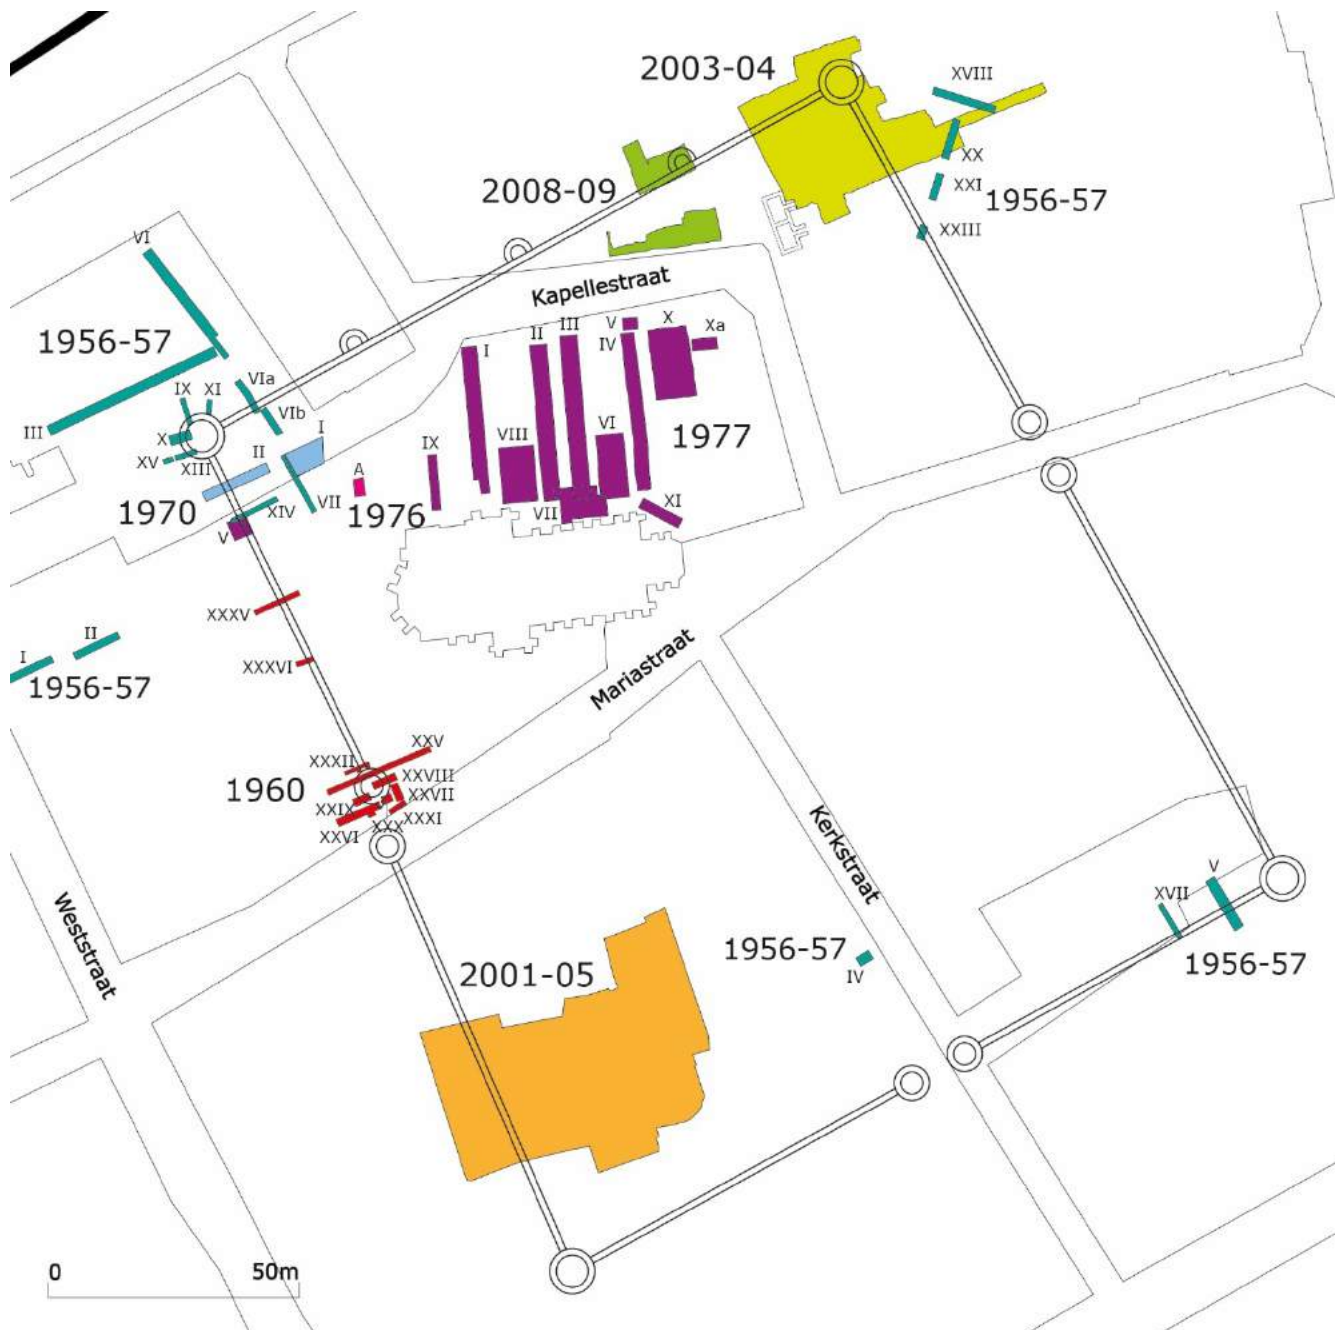 2003-04
XVIII
XX
2008-09
XXI
1956-57
XXIII
VI
Kapellestraat
1956-57
I
II
III
V
IV
X
Xa
VIa
IX
XI
VIb
III
X
I
II
XV
XIII
IX
VIII
VI
1977
A
1970
XIV
VII
1976
VII
XI
V
XXXV
II
I
XXXVI
1956-57
Mariastraat
XXV
XXXII
1960
XXVIII
XXVII
XXIX
XXXI
XXX
XXVI
Kerkstraat
V
XVII
Weststraat
1956-57
IV
2001-05
1956-57
0
50m